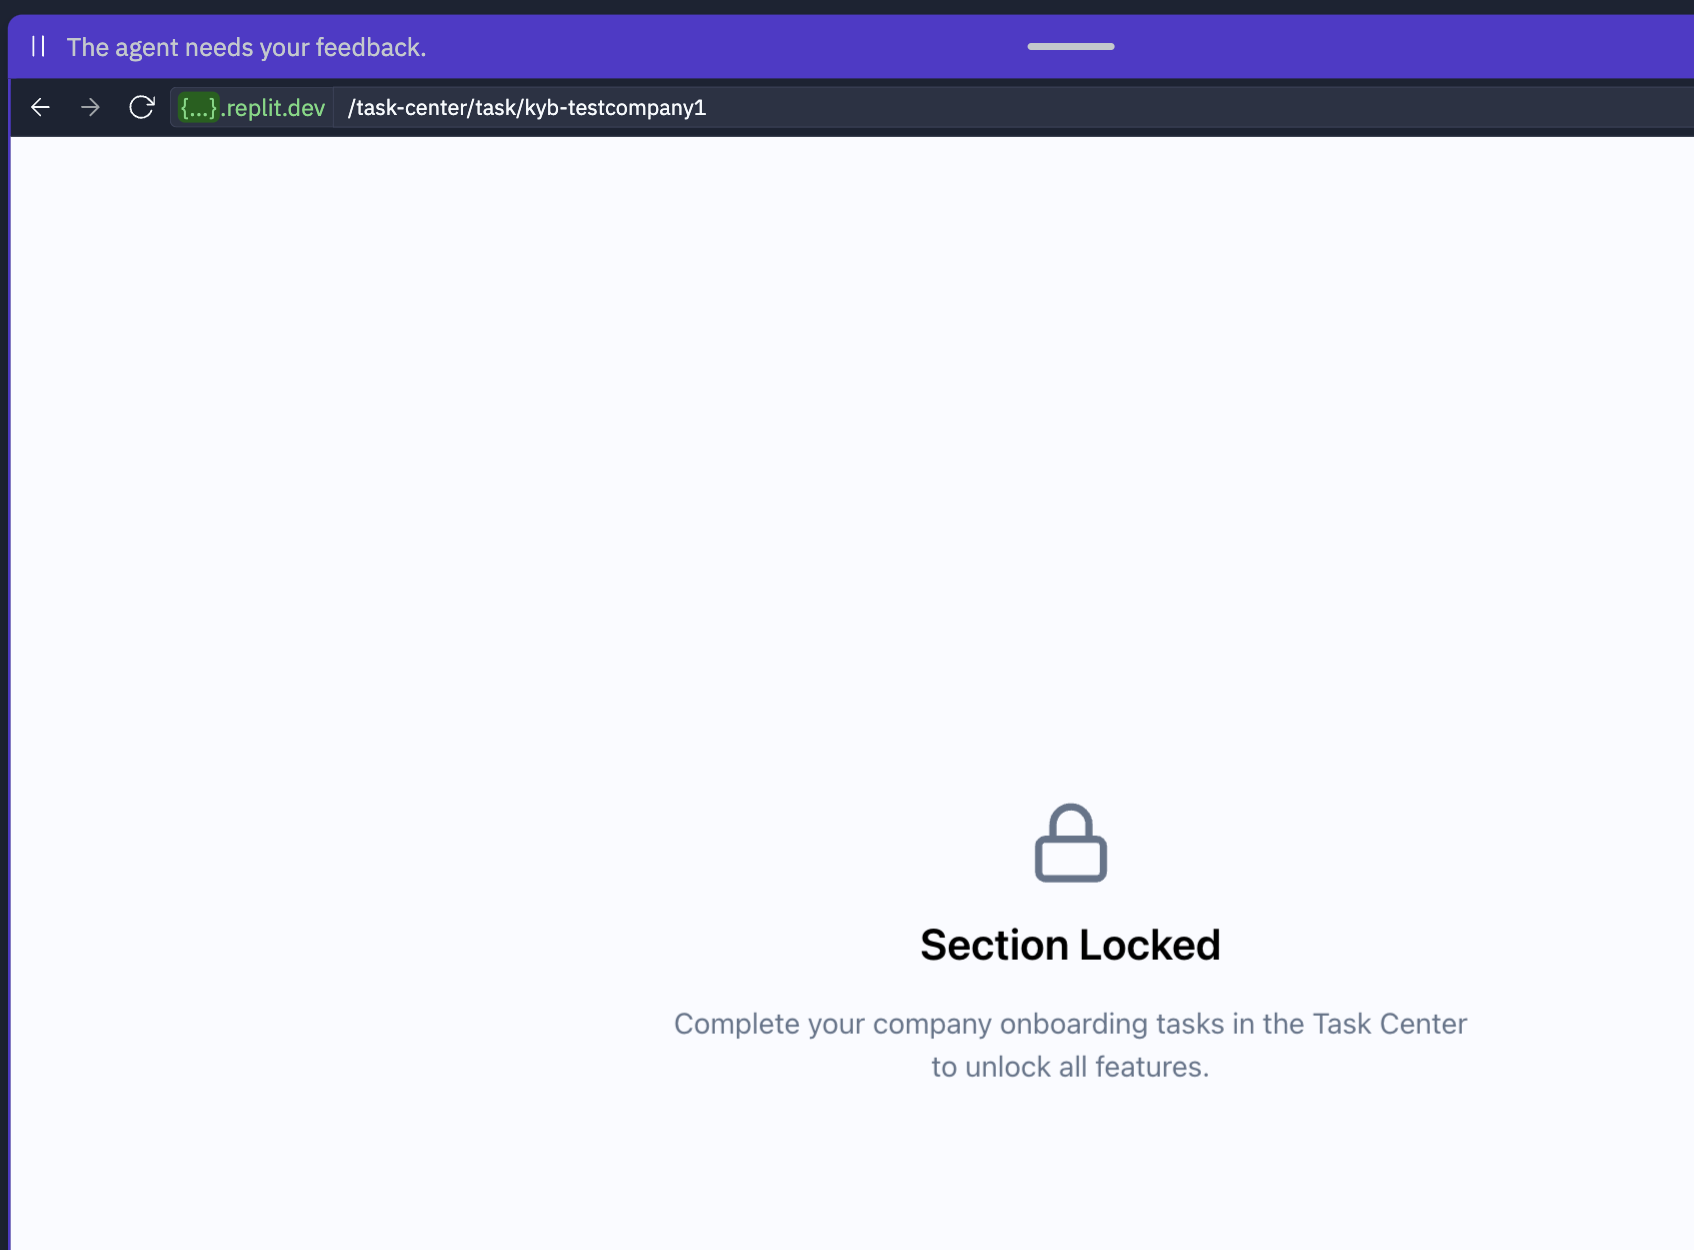 The agent needs your feedback.
{...}.replit.dev /task-center/task/kyb-testcompany1
Section Locked
Complete your company onboarding tasks in the Task Center
to unlock all features.